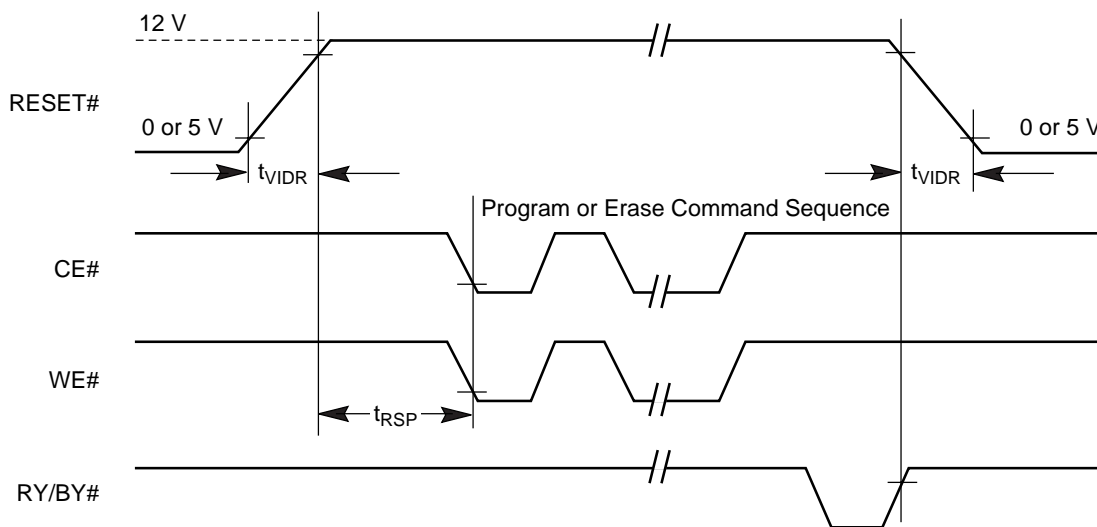 12 V
RESET#
0 or 5 V
0 or 5 V
tVIDR
tVIDR
Program or Erase Command Sequence
CE#
WE#
tRSP
RY/BY#